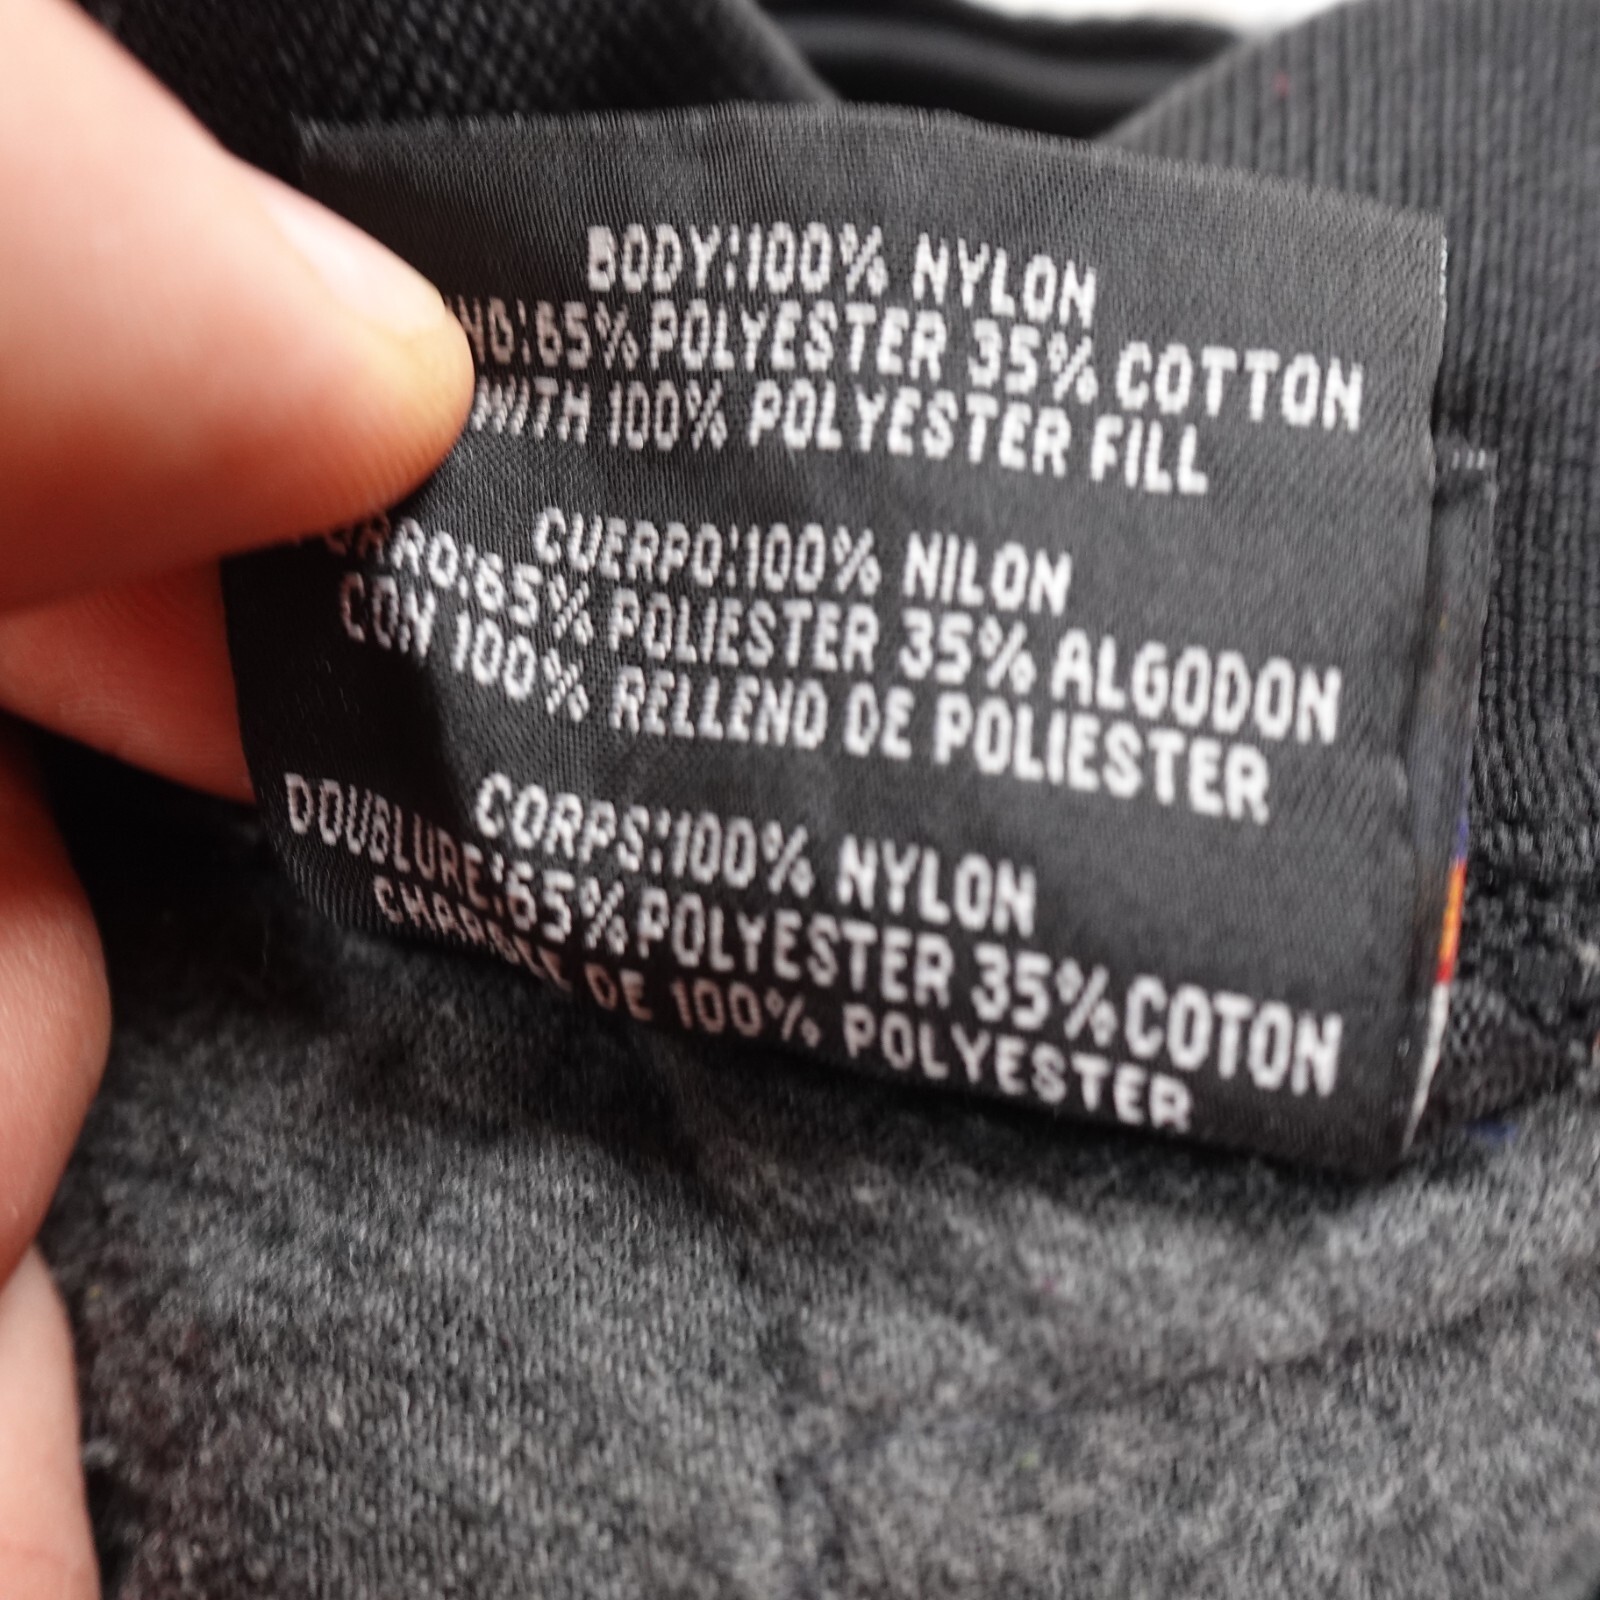 BODY:100% NYLON
65% POLYESTER 35% COTTON
WITH 100% POLYESTER FILL
CUERPO:100% NILON
65% POLIESTER 35% ALGODON
CON 100% RELLENO DE POLIESTER
CORPS:100% NYLON
DOUBLURE:65% POLYESTER 35% COTON
DE 100% POLYESTER